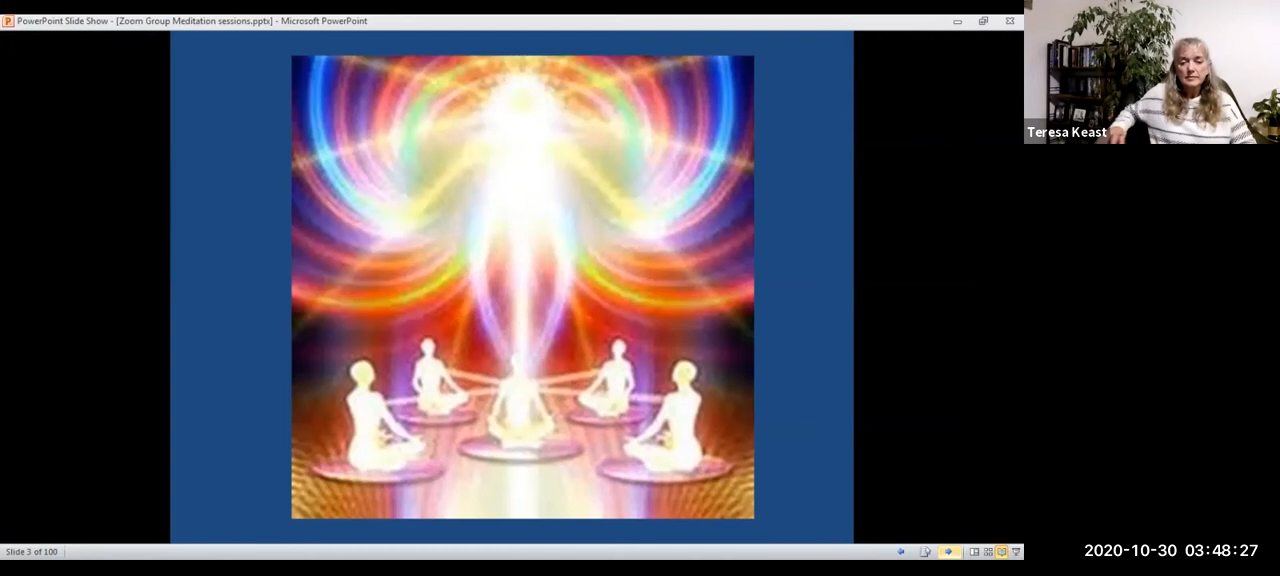 PowerPoint Slide Show - [Zoom Group Meditation sessions.pptx] - Microsoft PowerPoint
Teresa Keast
Slide 3 of 100
2020-10-30 03:48:27